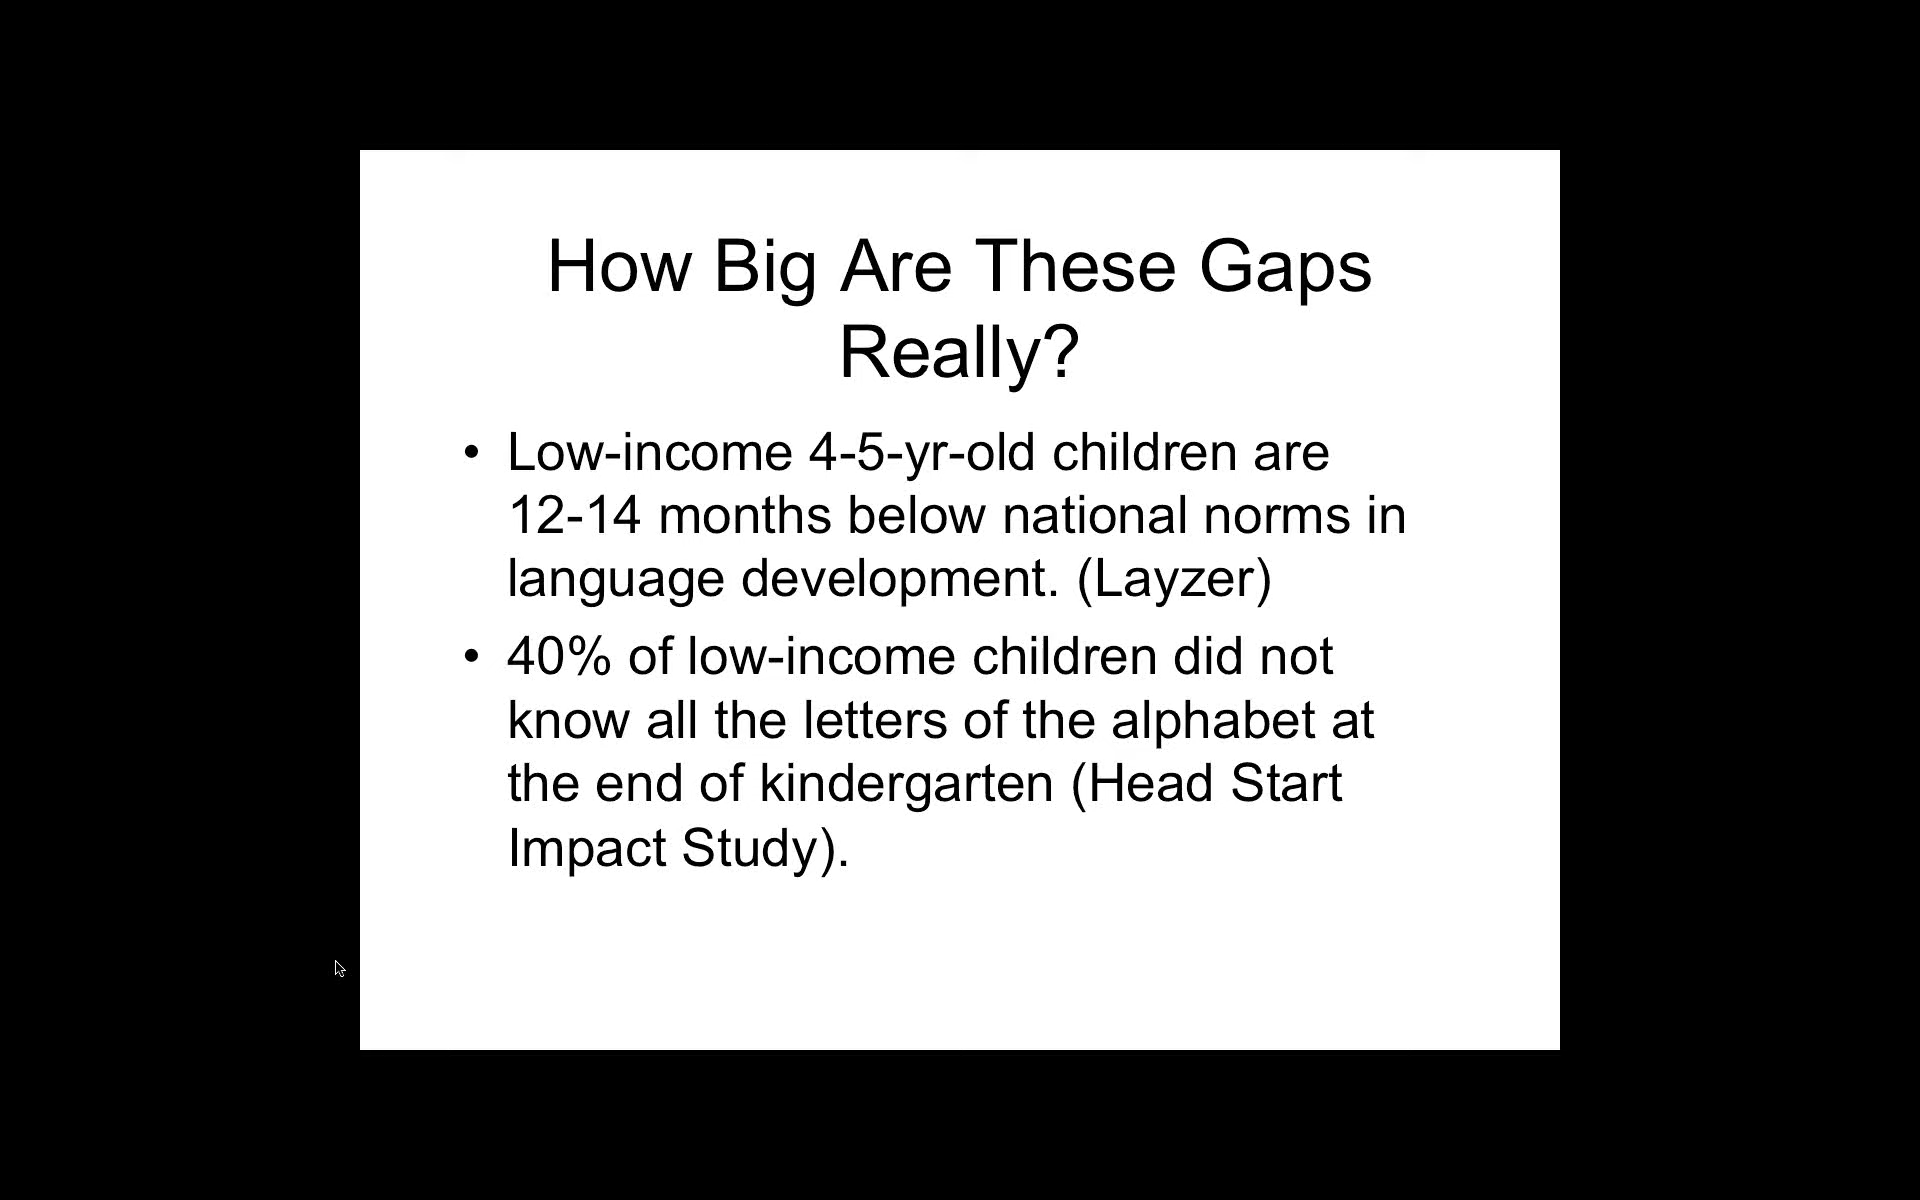 How Big Are These Gaps
Really?
• Low-income 4-5-yr-old children are
12-14 months below national norms in
language development. (Layzer)
• 40% of low-income children did not
know all the letters of the alphabet at
the end of kindergarten (Head Start
Impact Study).